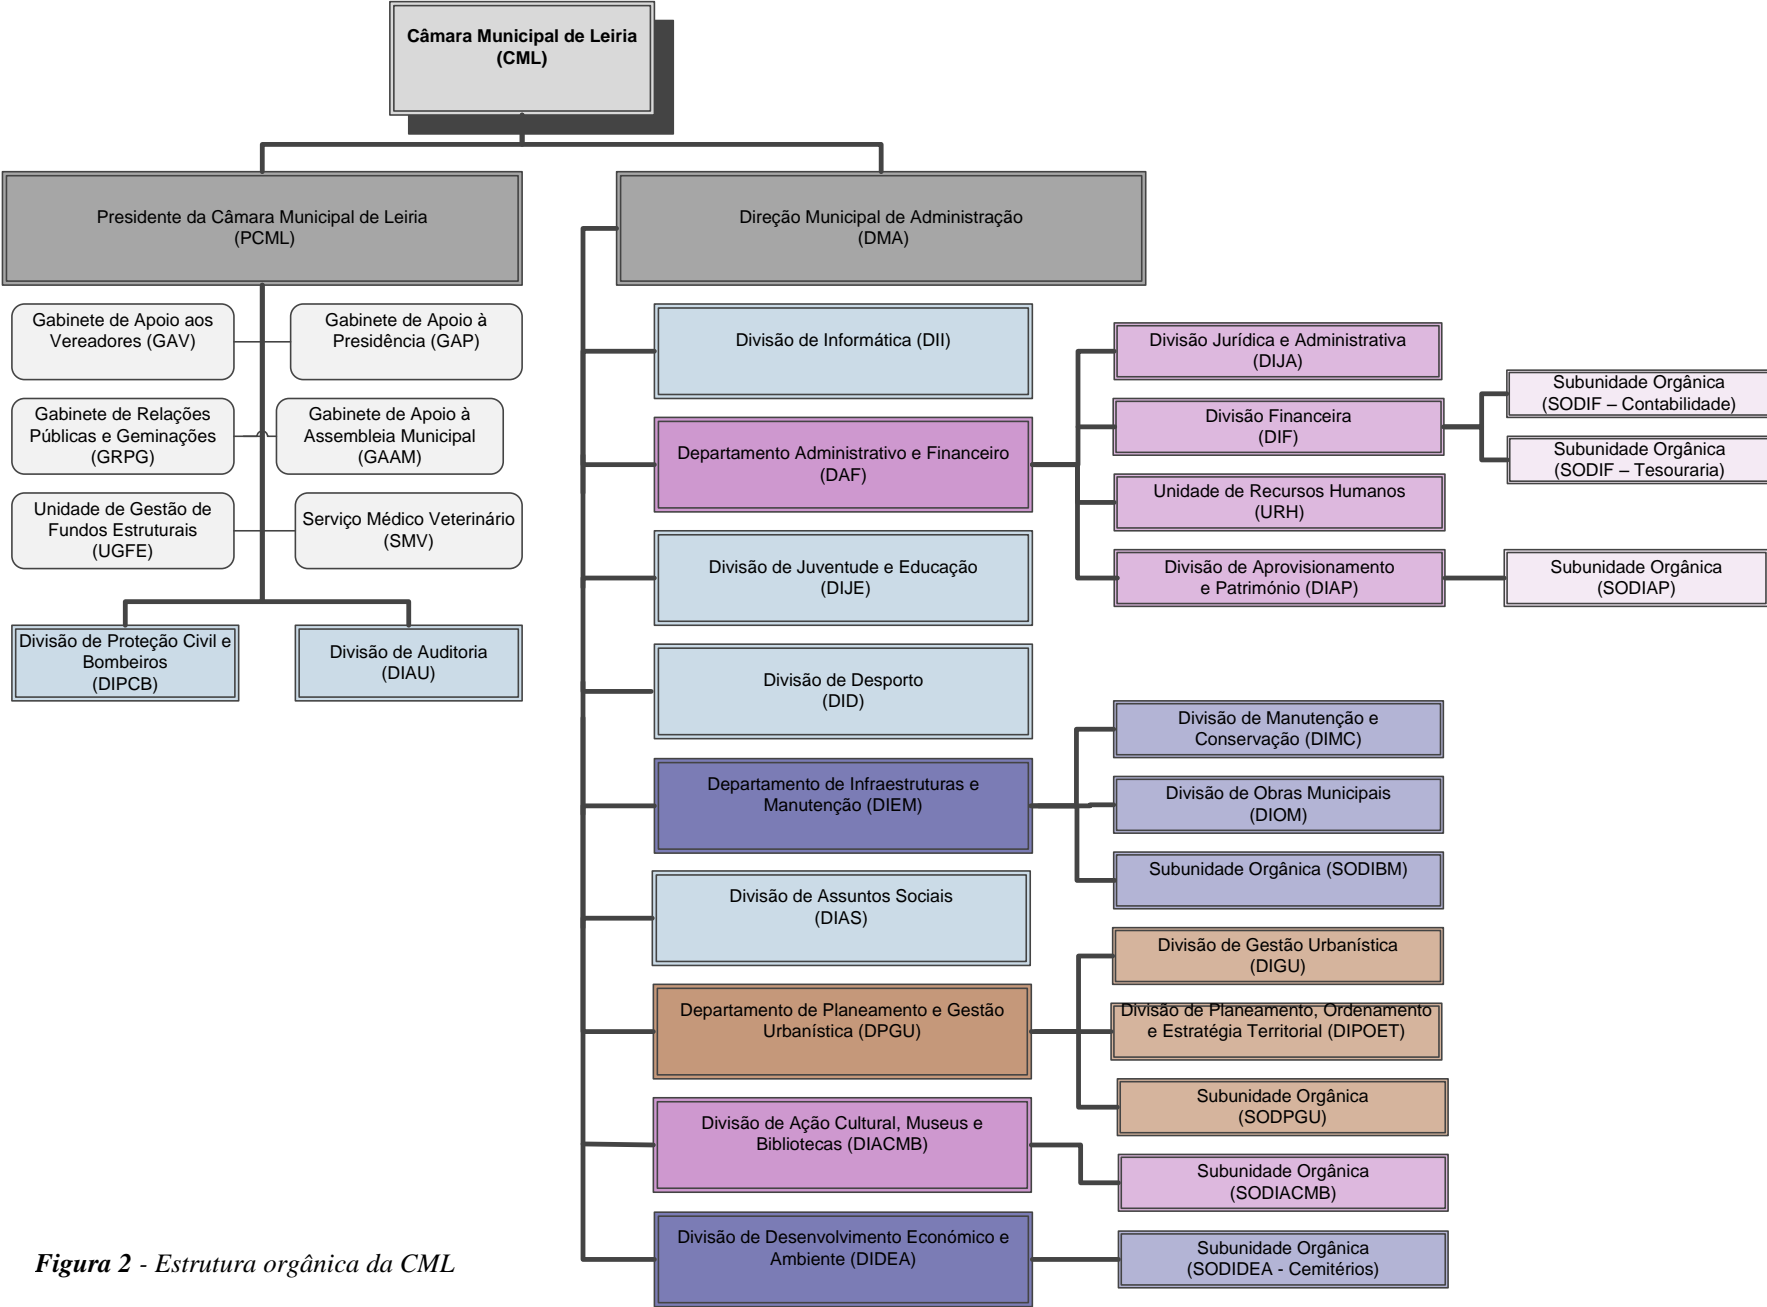 Câmara Municipal de Leiria
(CML)
Presidente da Câmara Municipal de Leiria
(PCML)
Direção Municipal de Administração
(DMA)
Gabinete de Apoio aos
Vereadores (GAV)
Gabinete de Apoio à
Presidência (GAP)
Gabinete de Relações
Públicas e Geminações
(GRPG)
Gabinete de Apoio à
Assembleia Municipal
(GAAM)
Unidade de Gestão de
Fundos Estruturais
(UGFE)
Serviço Médico Veterinário
(SMV)
Divisão de Proteção Civil e
Bombeiros
(DIPCB)
Divisão de Auditoria
(DIAU)
Divisão de Informática (DII)
Departamento Administrativo e Financeiro
(DAF)
Divisão Jurídica e Administrativa
(DIJA)
Divisão Financeira
(DIF)
Subunidade Orgânica
(SODIF – Contabilidade)
Subunidade Orgânica
(SODIF – Tesouraria)
Unidade de Recursos Humanos
(URH)
Divisão de Aprovisionamento
e Património (DIAP)
Subunidade Orgânica
(SODIAP)
Divisão de Juventude e Educação
(DIJE)
Divisão de Desporto
(DID)
Departamento de Infraestruturas e
Manutenção (DIEM)
Divisão de Manutenção e
Conservação (DIMC)
Divisão de Obras Municipais
(DIOM)
Subunidade Orgânica (SODIBM)
Divisão de Assuntos Sociais
(DIAS)
Departamento de Planeamento e Gestão
Urbanística (DPGU)
Divisão de Gestão Urbanística
(DIGU)
Divisão de Planeamento, Ordenamento
e Estratégia Territorial (DIPOET)
Subunidade Orgânica
(SODPGU)
Divisão de Ação Cultural, Museus e
Bibliotecas (DIACMB)
Subunidade Orgânica
(SODIACMB)
Divisão de Desenvolvimento Económico e
Ambiente (DIDEA)
Subunidade Orgânica
(SODIDEA - Cemitérios)
Figura 2 - Estrutura orgânica da CML